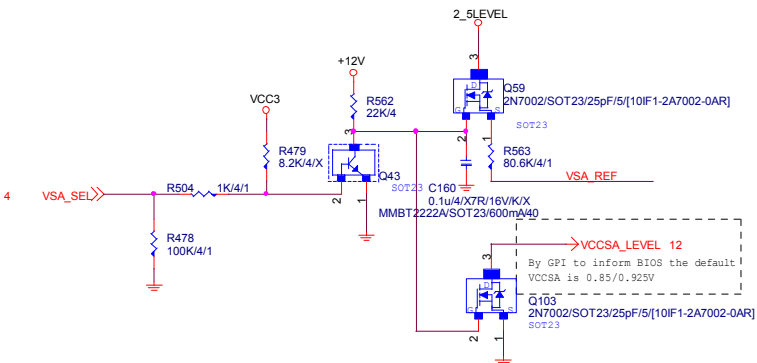 2_5LEVEL
3
D
Q59
2N7002/SOT23/25pF/5/[10IF1-2A7002-0AR]
G
S
SOT23
2
1
+12V
R562
22K/4
VCC3
3
R563
80.6K/4/1
R479
8.2K/4/X
Q43
SOT23
C160
0.1u/4/X7R/16V/K/X
MMBT2222A/SOT23/600mA/40
VSA_REF
4
VSA_SEL
R504
1K/4/1
2
1
R478
100K/4/1
3
VCCSA_LEVEL 12
By GPI to inform BIOS the default
VCCSA is 0.85/0.925V
D
G
S
Q103
2N7002/SOT23/25pF/5/[10IF1-2A7002-0AR]
SOT23
2
1